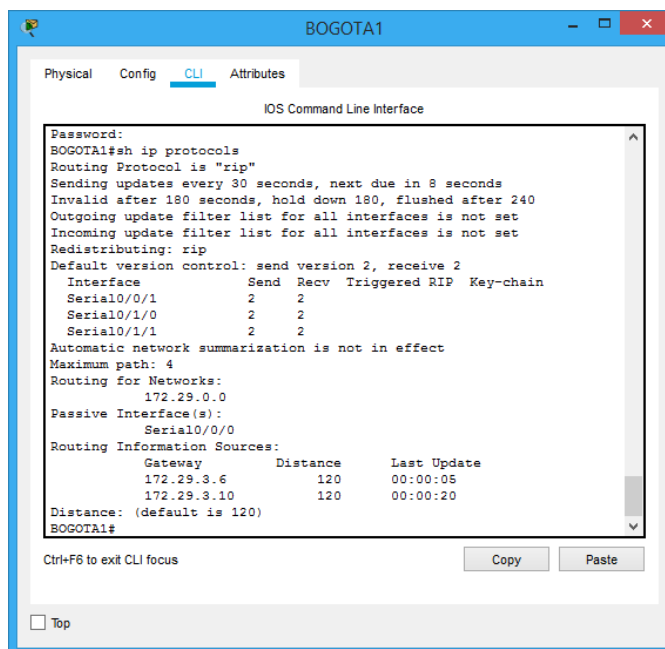 BOGOTA1
Physical Config CLI Attributes
IOS Command Line Interface
Password:
BOGOTA1#sh ip protocols
Routing Protocol is "rip"
Sending updates every 30 seconds, next due in 8 seconds
Invalid after 180 seconds, hold down 180, flushed after 240
Outgoing update filter list for all interfaces is not set
Incoming update filter list for all interfaces is not set
Redistributing: rip
Default version control: send version 2, receive 2
Interface Send Recv Triggered RIP Key-chain
Serial0/0/1 2 2
Serial0/1/0 2 2
Serial0/1/1 2 2
Automatic network summarization is not in effect
Maximum path: 4
Routing for Networks:
172.29.0.0
Passive Interface(s):
Serial0/0/0
Routing Information Sources:
Gateway Distance Last Update
172.29.3.6 120 00:00:05
172.29.3.10 120 00:00:20
Distance: (default is 120)
BOGOTA1#
Ctrl+F6 to exit CLI focus Copy Paste
Top